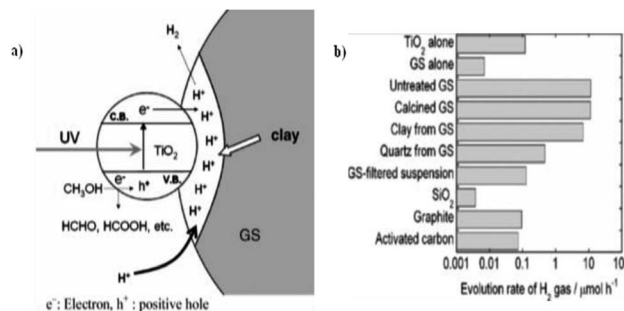 a)
H₂
H⁺
H⁺
e⁻
H⁺
C.B.
H⁺
UV
clay
TiO₂
H⁺
H⁺
e⁻
CH₃OH
h⁺
V.B.
H⁺
H⁺
HCHO, HCOOH, etc.
GS
H⁺
e⁻: Electron, h⁺ : positive hole
b)
TiO₂ alone
GS alone
Untreated GS
Calcined GS
Clay from GS
Quartz from GS
GS-filtered suspension
SiO₂
Graphite
Activated carbon
0.001 0.01 0.1 1 10 100
Evolution rate of H₂ gas / μmol h⁻¹